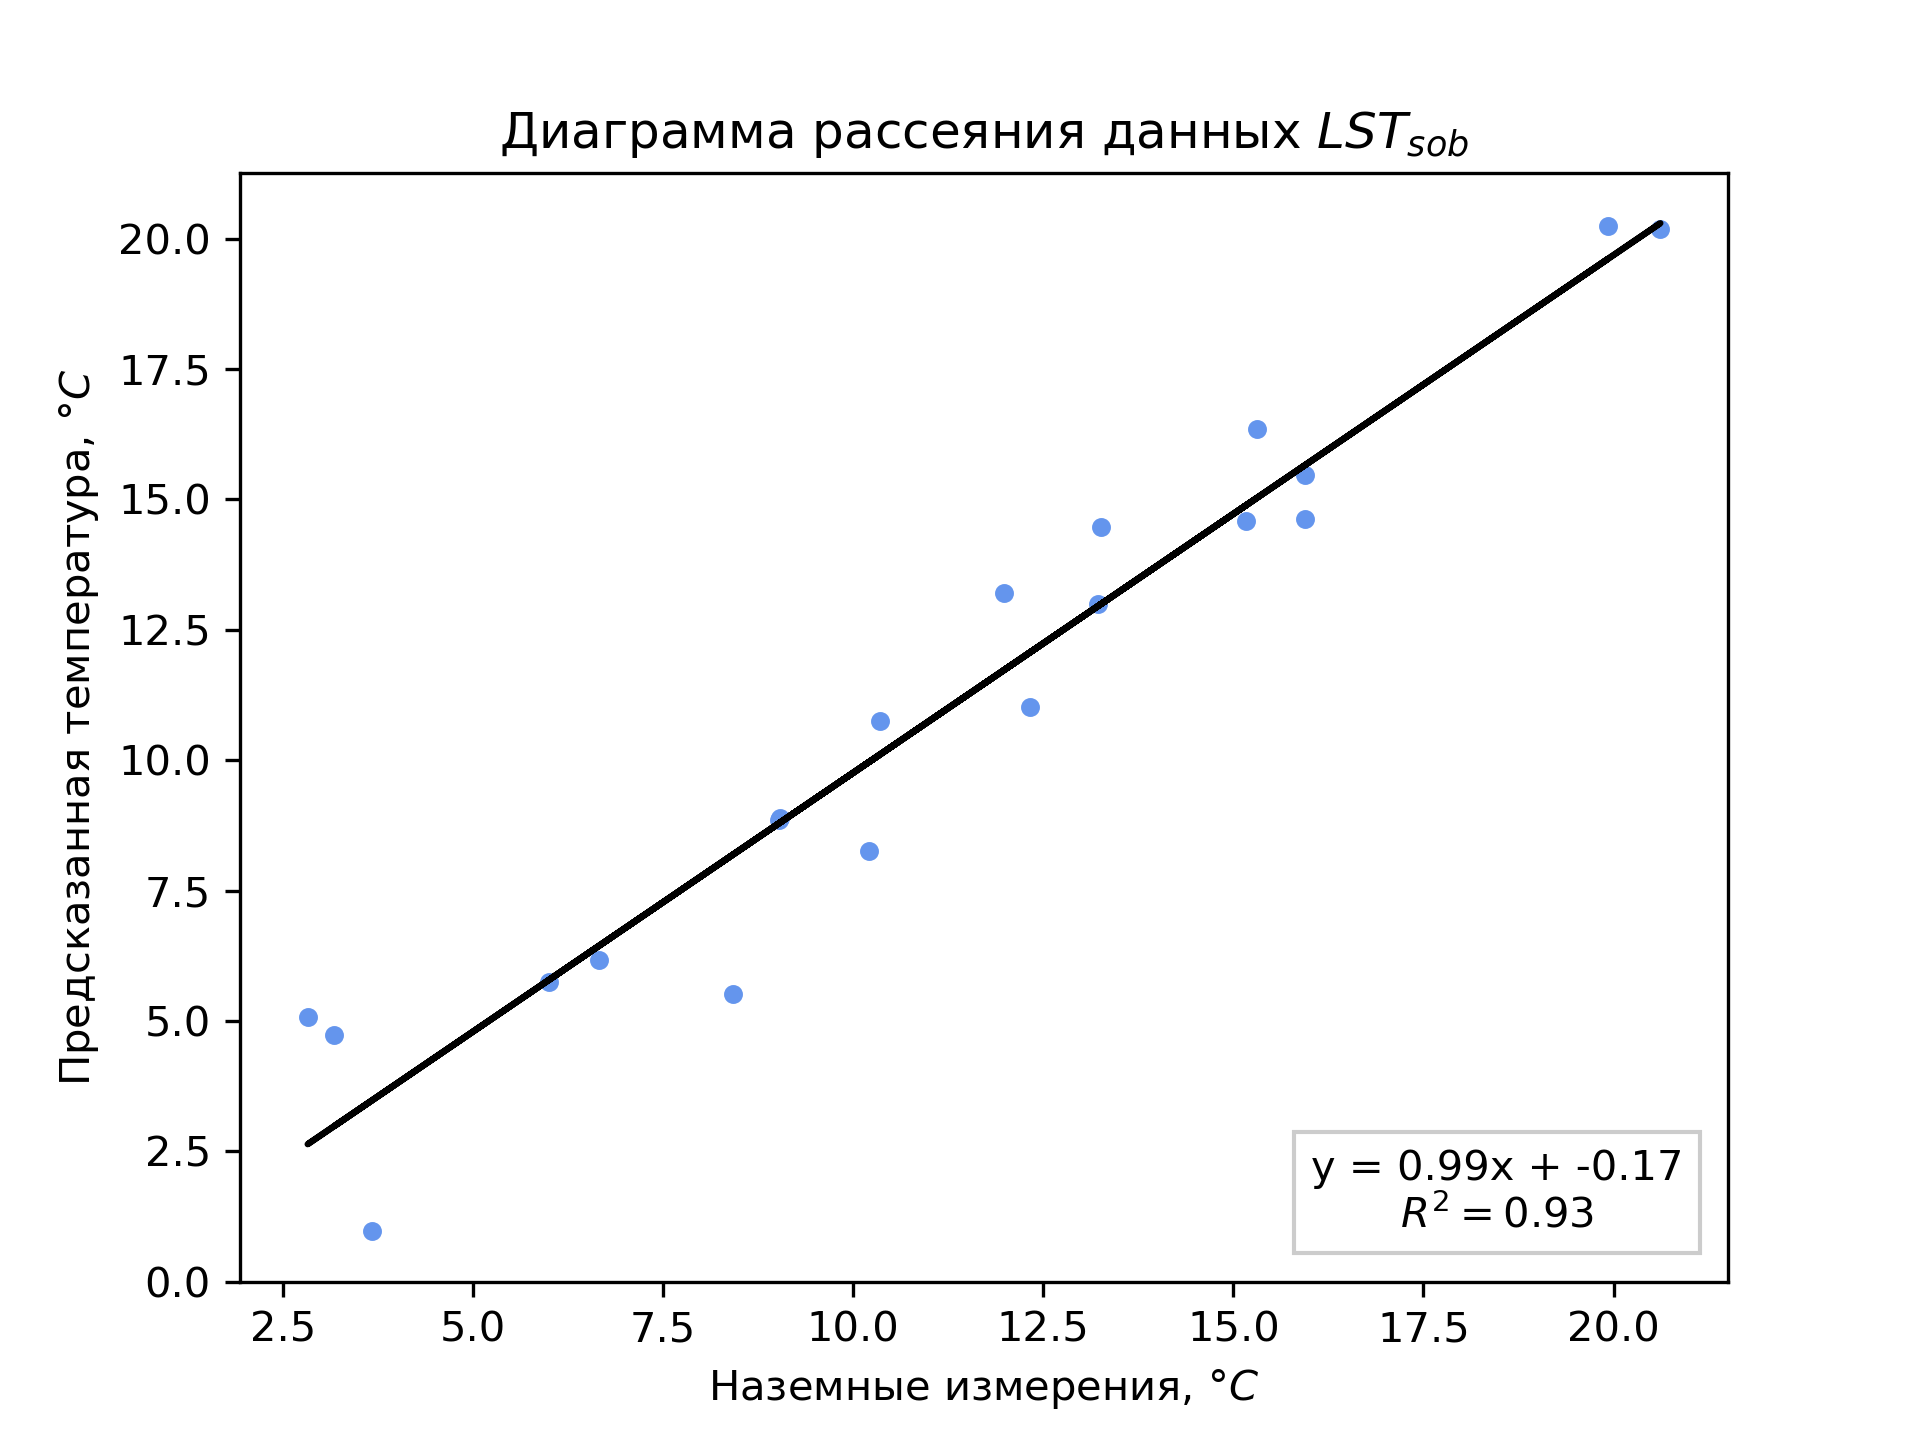 Диаграмма рассеяния данных LST_sob
Предсказанная температура, °C
20.0
17.5
15.0
12.5
10.0
7.5
5.0
2.5
0.0
y = 0.99x + -0.17
R² = 0.93
2.5 5.0 7.5 10.0 12.5 15.0 17.5 20.0
Наземные измерения, °C